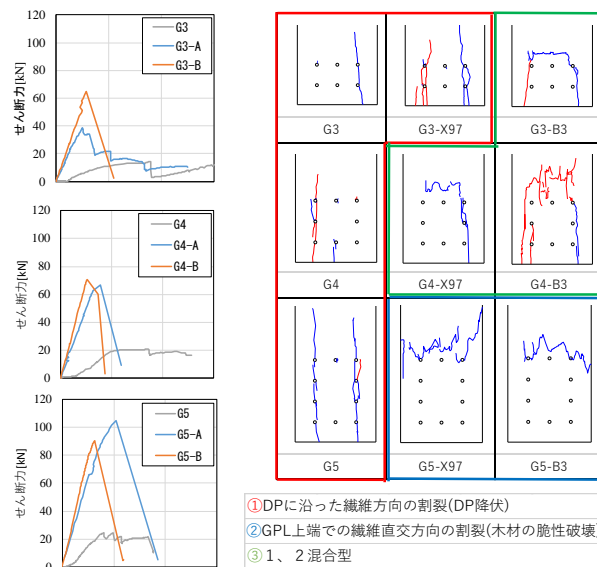 せん断力[kN]
120
100
80
60
40
20
0
G3
G3-A
G3-B
せん断力[kN]
120
100
80
60
40
20
0
G4
G4-A
G4-B
せん断力[kN]
120
100
80
60
40
20
0
G5
G5-A
G5-B
G3
G3-X97
G3-B3
G4
G4-X97
G4-B3
G5
G5-X97
G5-B3
①DPに沿った繊維方向の割裂(DP降伏)
②GPL上端での繊維直交方向の割裂(木材の脆性破壊)
③１、２混合型